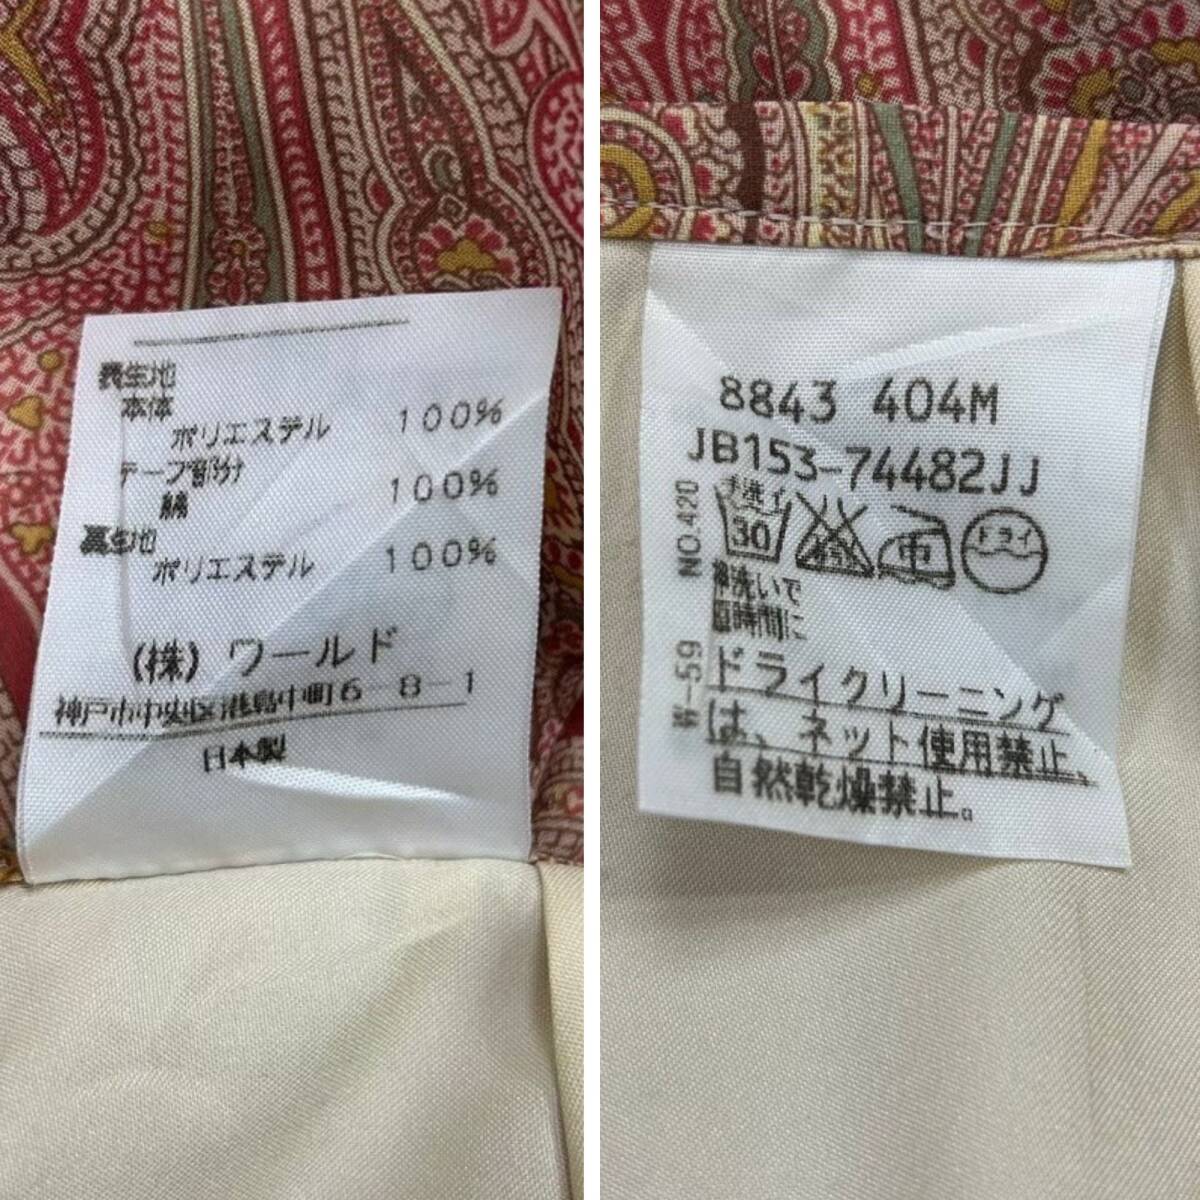 表生地
本体
ポリエステル 100%
テープ部分
綿 100%
裏生地
ポリエステル 100%
(株) ワールド
神戸市中央区港島中町6-8-1
日本製
8843 404M
JB153-74482JJ
NO.420
W-59
手洗イ
30
中
ドライ
押洗いで
短時間に
ドライクリーニング
は、ネット使用禁止、
自然乾燥禁止。